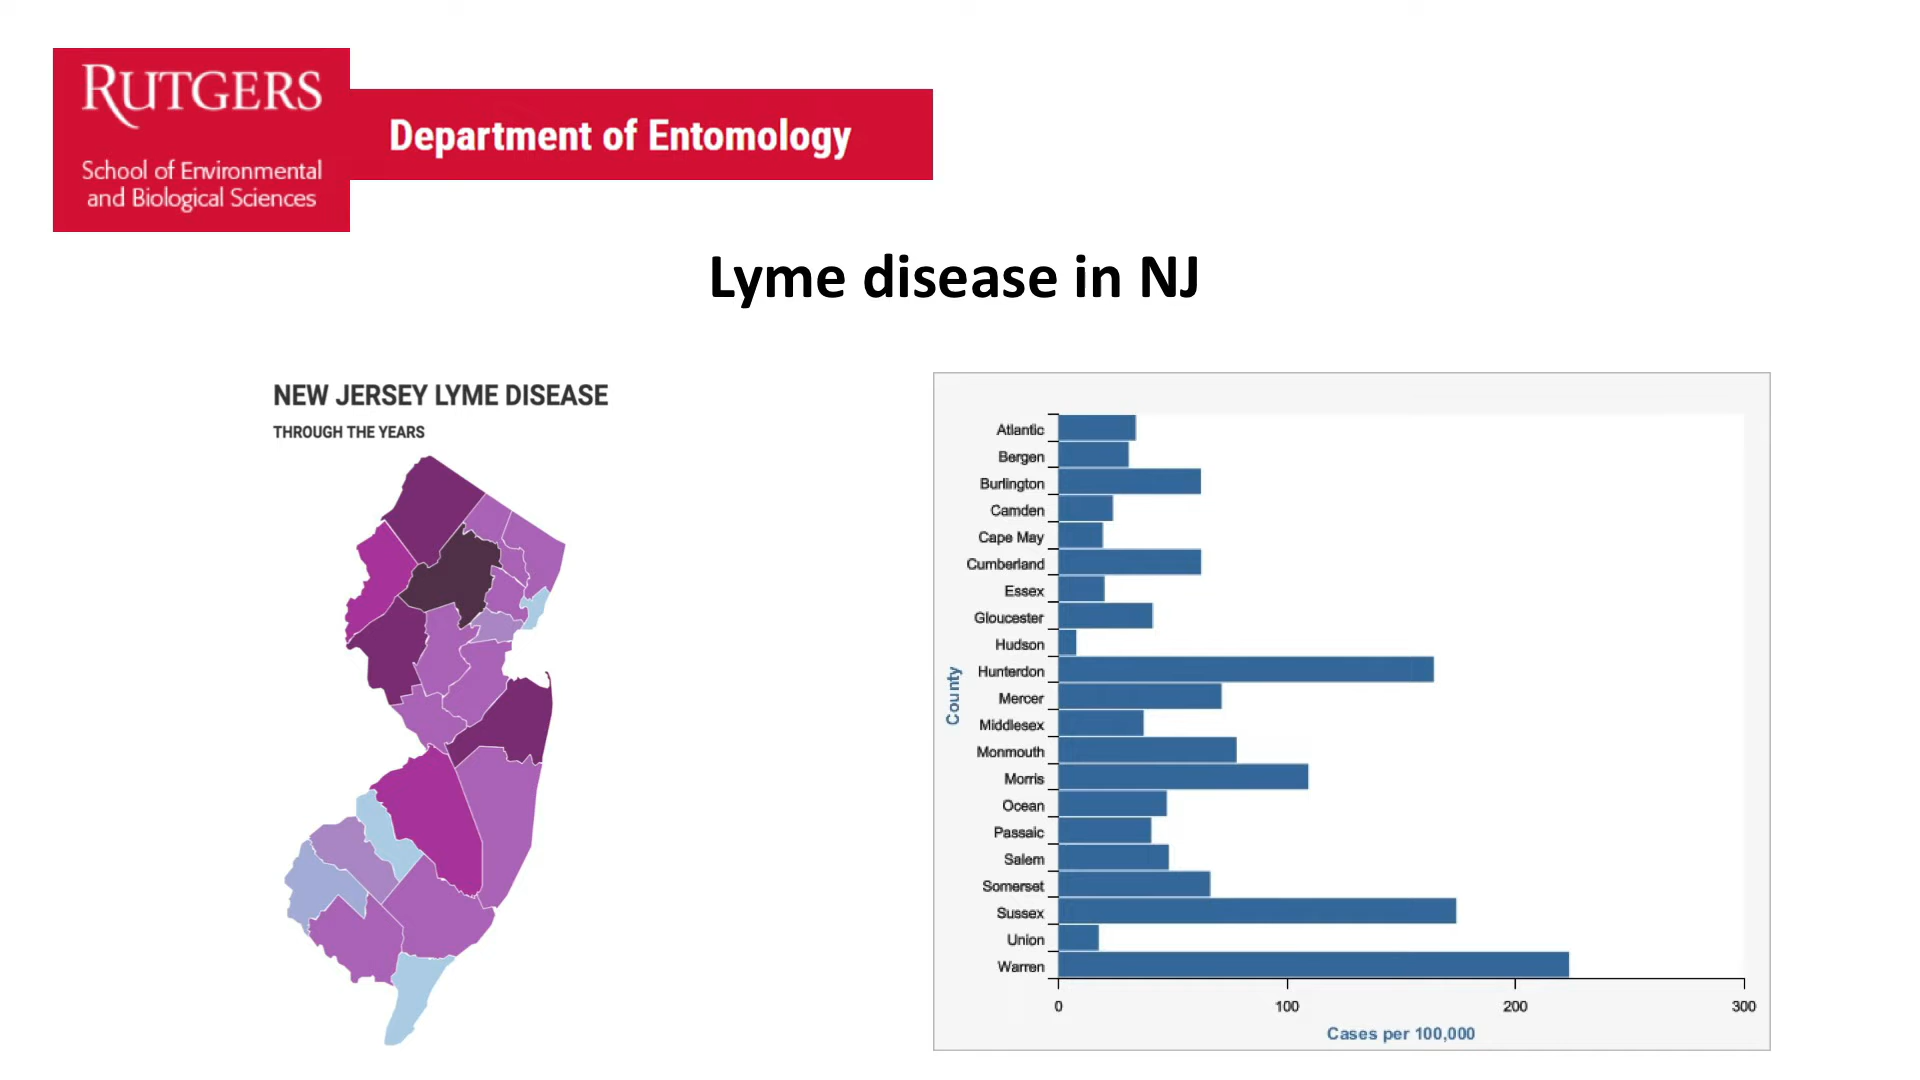 RUTGERS
School of Environmental
and Biological Sciences
Department of Entomology
Lyme disease in NJ
NEW JERSEY LYME DISEASE
THROUGH THE YEARS
County
Atlantic
Bergen
Burlington
Camden
Cape May
Cumberland
Essex
Gloucester
Hudson
Hunterdon
Mercer
Middlesex
Monmouth
Morris
Ocean
Passaic
Salem
Somerset
Sussex
Union
Warren
0 100 200 300
Cases per 100,000